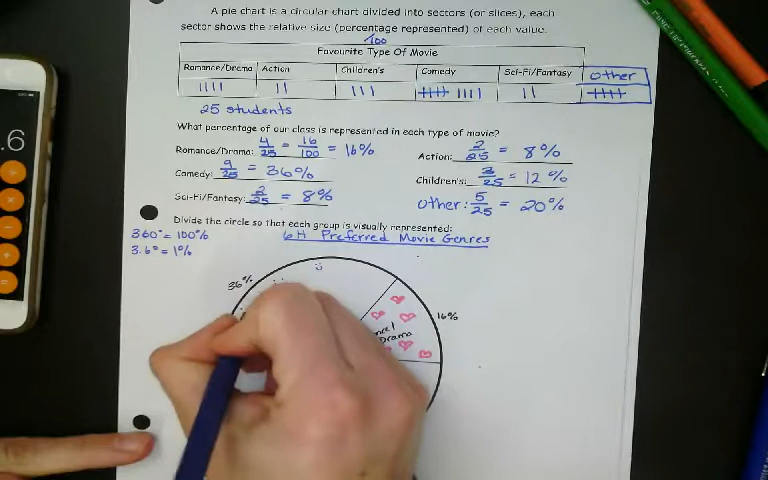 A pie chart is a circular chart divided into sectors (or slices), each
sector shows the relative size (percentage represented) of each value.
/100
Favourite Type Of Movie
Romance/Drama Action Children's Comedy Sci-Fi/Fantasy other
25 students
What percentage of our class is represented in each type of movie?
Romance/Drama: 4/25 = 16/100 = 16% Action: 2/25 = 8%
Comedy: 9/25 = 36% Children's: 3/25 = 12%
Sci-Fi/Fantasy: 2/25 = 8% other: 5/25 = 20%
Divide the circle so that each group is visually represented:
360° = 100% 6H Preferred Movie Genres
3.6° = 1%
36%
16%
Drama
.6